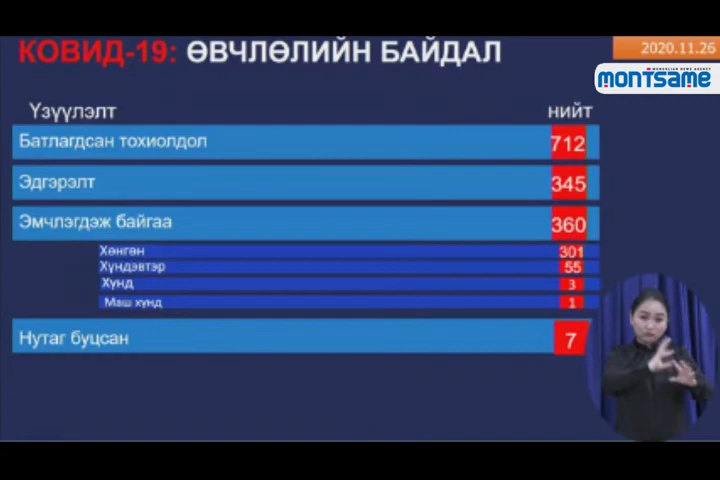 КОВИД-19: ӨВЧЛӨЛИЙН БАЙДАЛ
2020.11.26
MONGOLIAN NEWS AGENCY
MONTSAME
Үзүүлэлт НИЙТ
Батлагдсан тохиолдол 712
Эдгэрэлт 345
Эмчлэгдэж байгаа 360
Хөнгөн 301
Хүндэвтэр 55
Хүнд 3
Маш хүнд 1
Нутаг буцсан 7